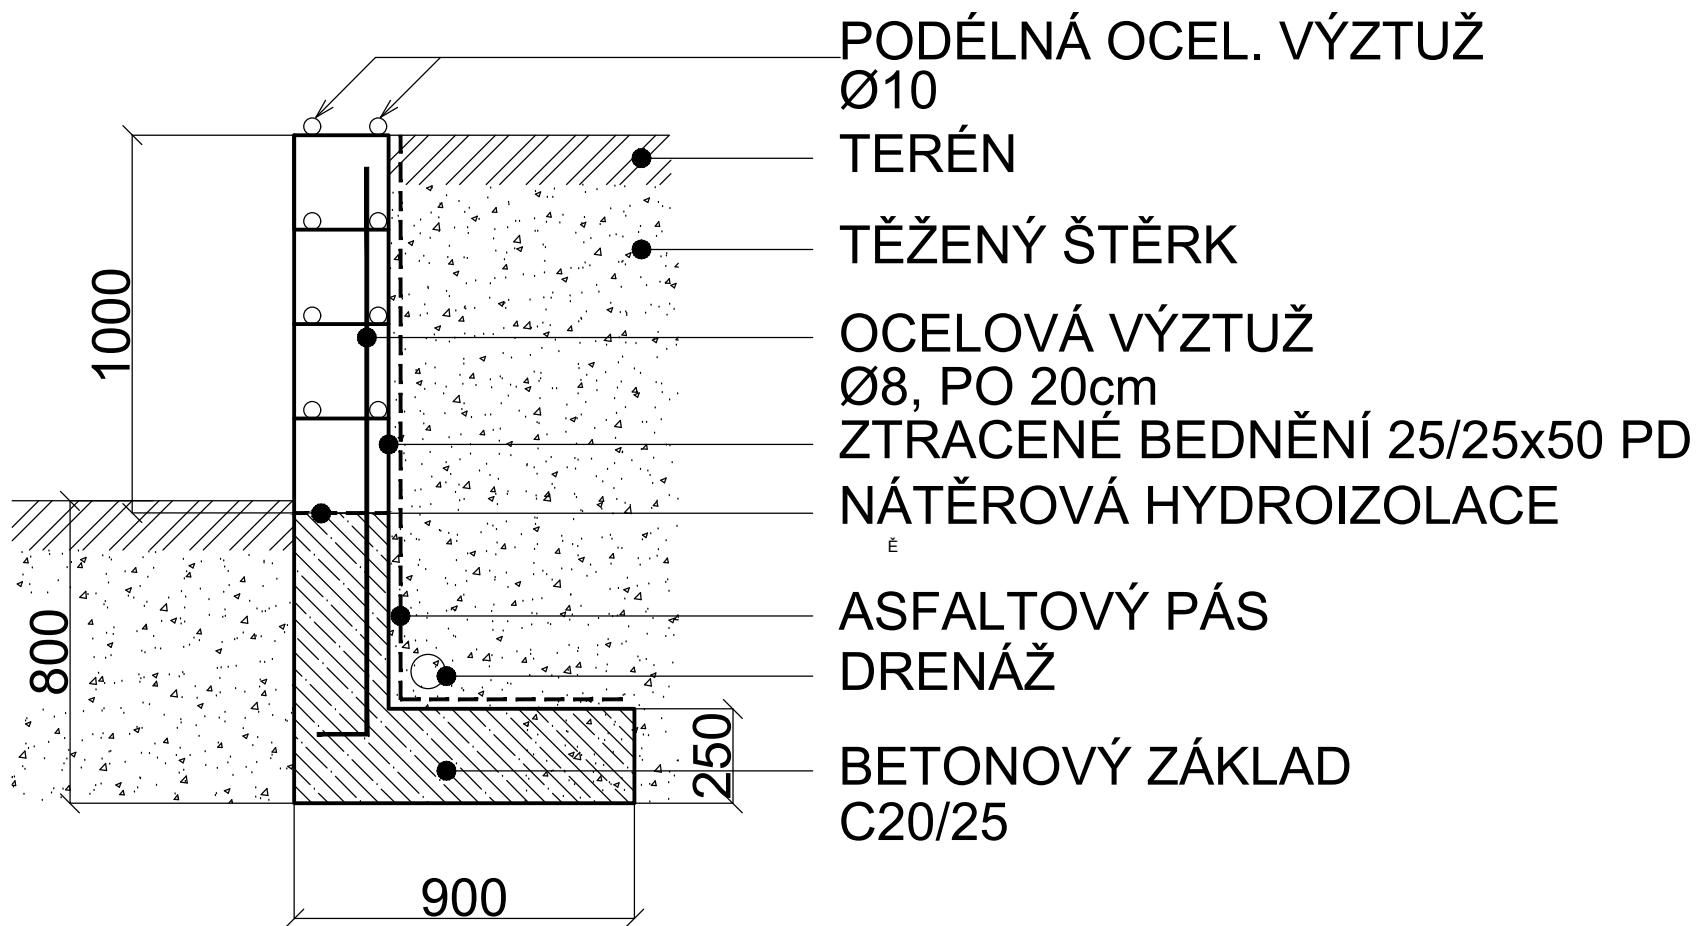 PODÉLNÁ OCEL. VÝZTUŽ
Ø10
TERÉN
TĚŽENÝ ŠTĚRK
OCELOVÁ VÝZTUŽ
Ø8, PO 20cm
ZTRACENÉ BEDNĚNÍ 25/25x50 PD
NÁTĚROVÁ HYDROIZOLACE
Ě
ASFALTOVÝ PÁS
DRENÁŽ
BETONOVÝ ZÁKLAD
C20/25
1000
800
250
900